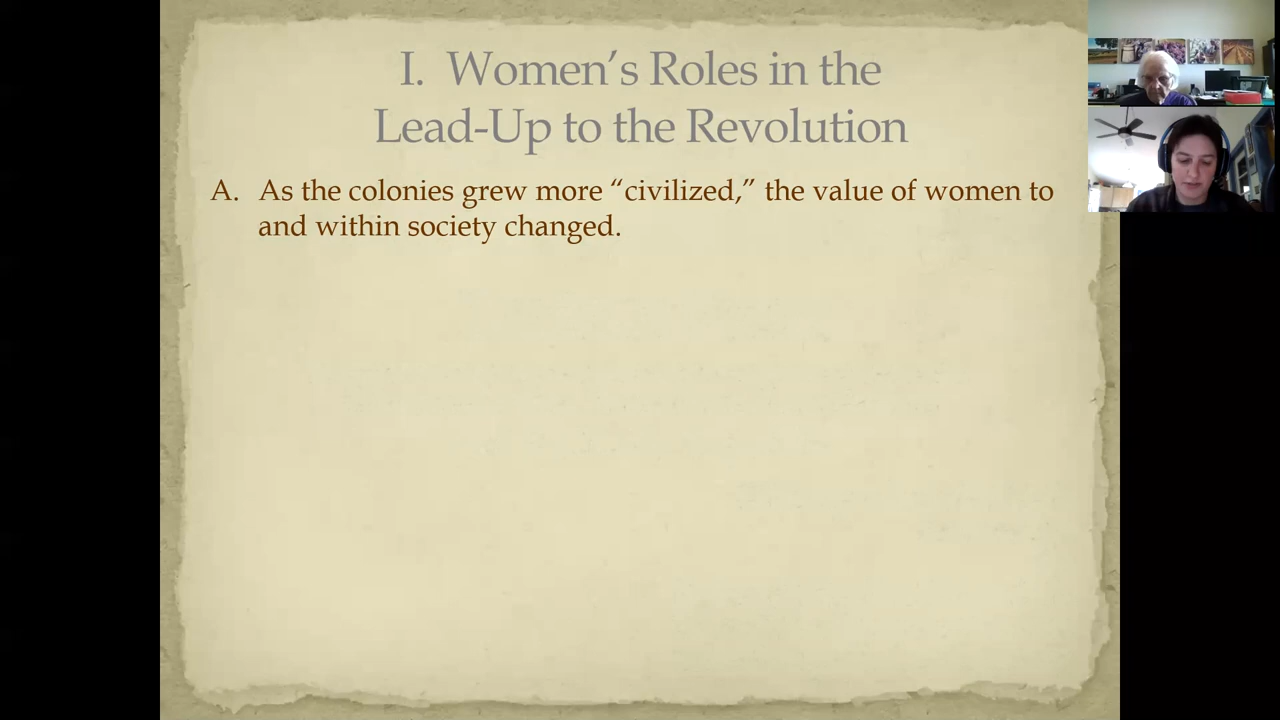 I.  Women’s Roles in the
Lead-Up to the Revolution
A. As the colonies grew more “civilized,” the value of women to
and within society changed.